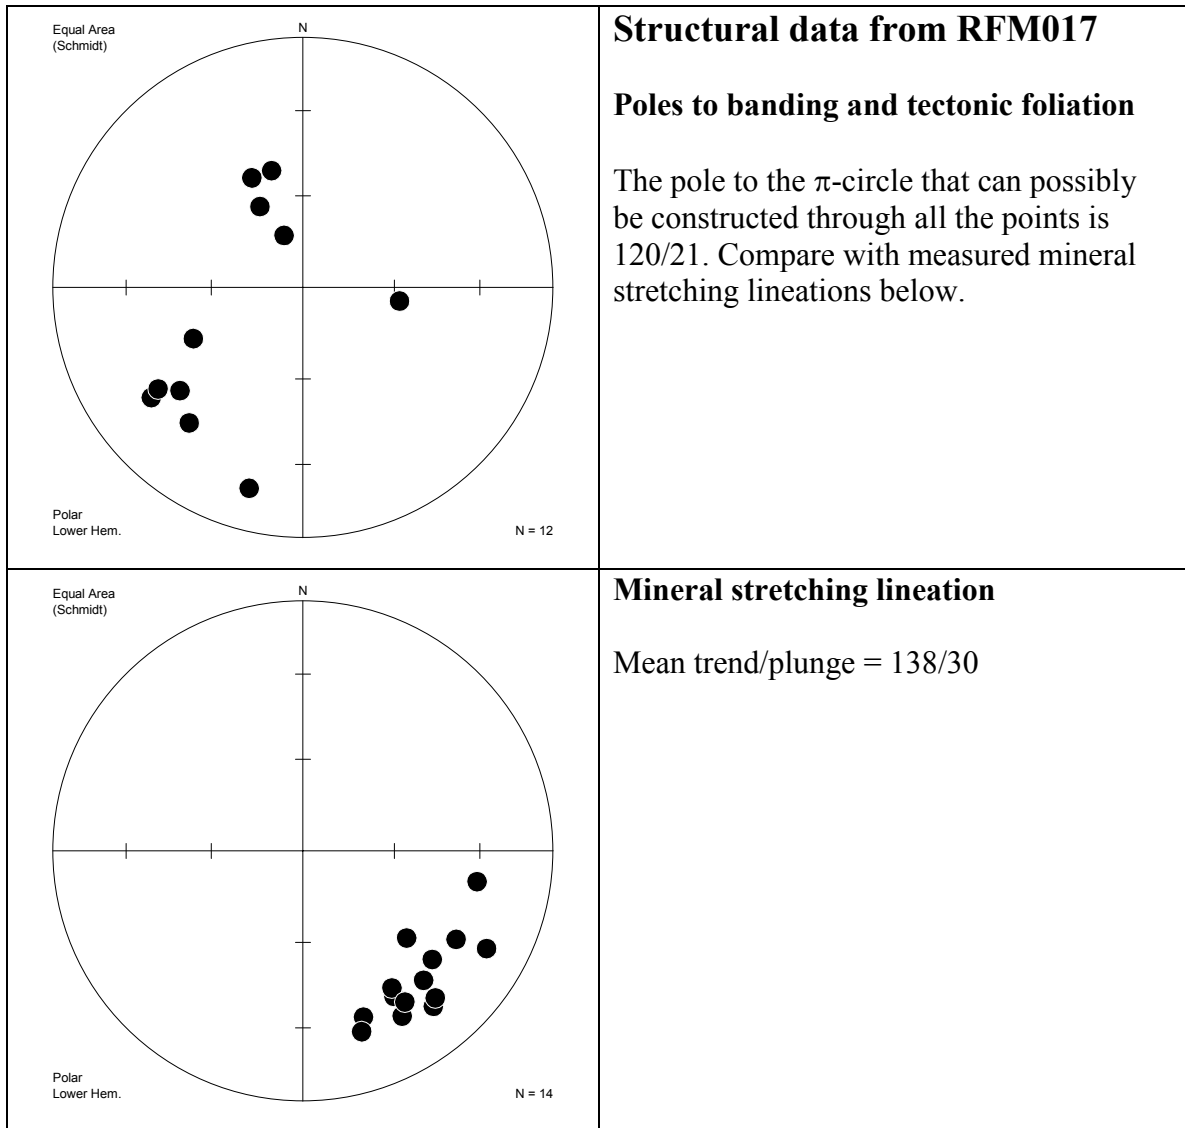 Equal Area
(Schmidt)
N
Polar
Lower Hem.
N = 12
Structural data from RFM017
Poles to banding and tectonic foliation
The pole to the π-circle that can possibly
be constructed through all the points is
120/21. Compare with measured mineral
stretching lineations below.
Equal Area
(Schmidt)
N
Polar
Lower Hem.
N = 14
Mineral stretching lineation
Mean trend/plunge = 138/30